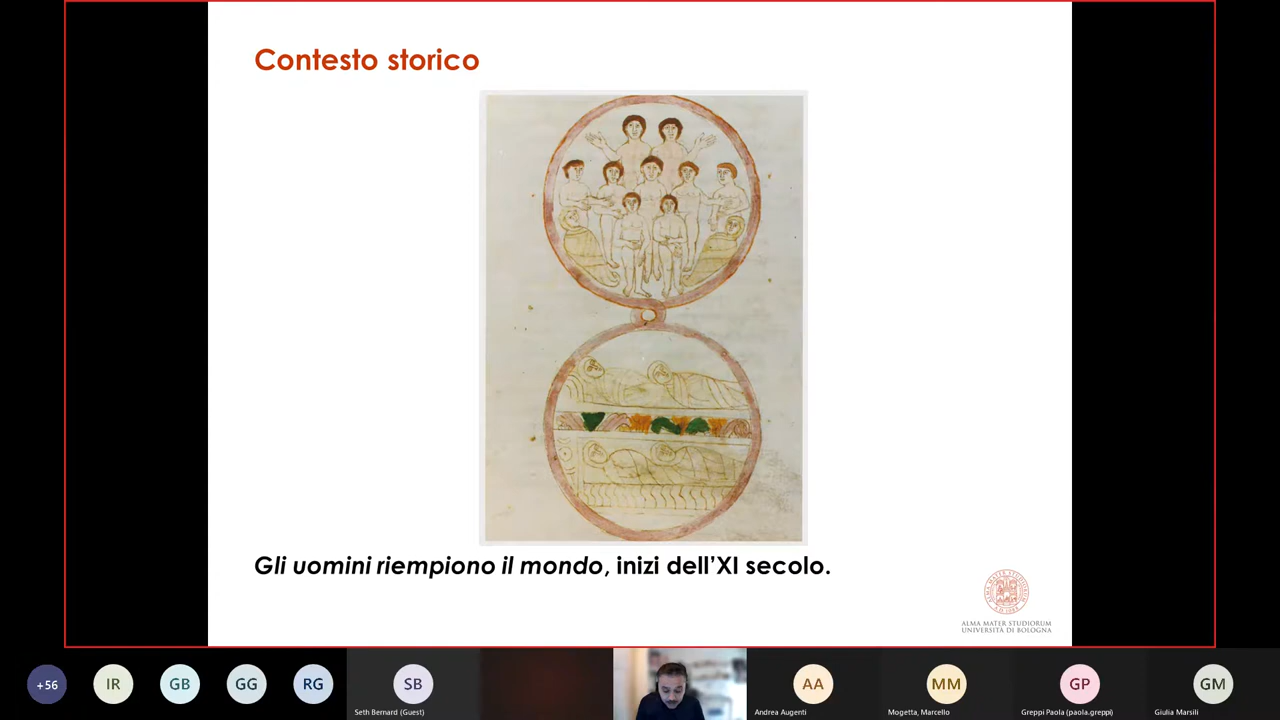 Contesto storico
Gli uomini riempiono il mondo, inizi dell’XI secolo.
ALMA MATER STUDIORUM
UNIVERSITÀ DI BOLOGNA
+56
IR
GB
GG
RG
SB
Seth Bernard (Guest)
AA
Andrea Augenti
MM
Mogetta, Marcello
GP
Greppi Paola (paola.greppi)
GM
Giulia Marsili